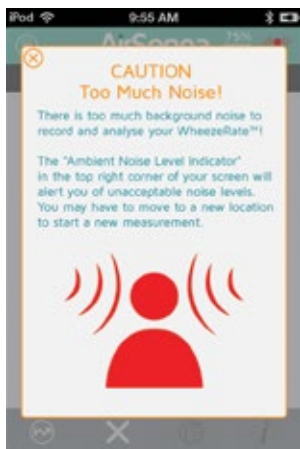 iPod 9:55 AM
AirSonea 75%
CAUTION
Too Much Noise!
There is too much background noise to
record and analyse your WheezeRate™!
The "Ambient Noise Level Indicator"
in the top right corner of your screen will
alert you of unacceptable noise levels.
You may have to move to a new location
to start a new measurement.